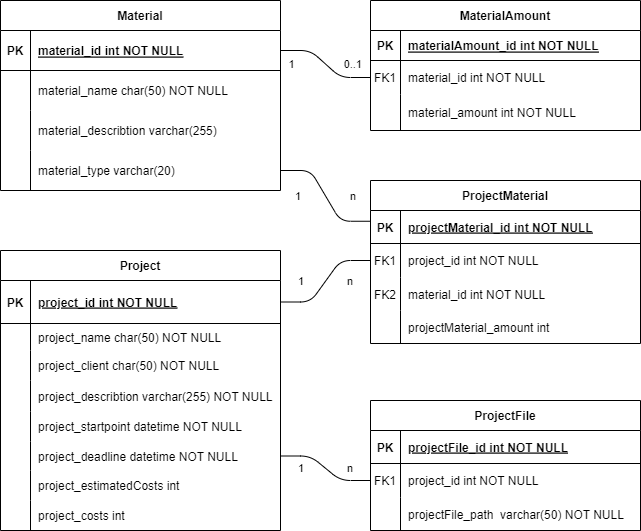 Material
PK material_id int NOT NULL
material_name char(50) NOT NULL
material_describtion varchar(255)
material_type varchar(20)
MaterialAmount
PK materialAmount_id int NOT NULL
FK1 material_id int NOT NULL
material_amount int NOT NULL
1
0..1
1
n
ProjectMaterial
PK projectMaterial_id int NOT NULL
FK1 project_id int NOT NULL
FK2 material_id int NOT NULL
projectMaterial_amount int
Project
PK project_id int NOT NULL
project_name char(50) NOT NULL
project_client char(50) NOT NULL
project_describtion varchar(255) NOT NULL
project_startpoint datetime NOT NULL
project_deadline datetime NOT NULL
project_estimatedCosts int
project_costs int
1
n
1
n
ProjectFile
PK projectFile_id int NOT NULL
FK1 project_id int NOT NULL
projectFile_path varchar(50) NOT NULL